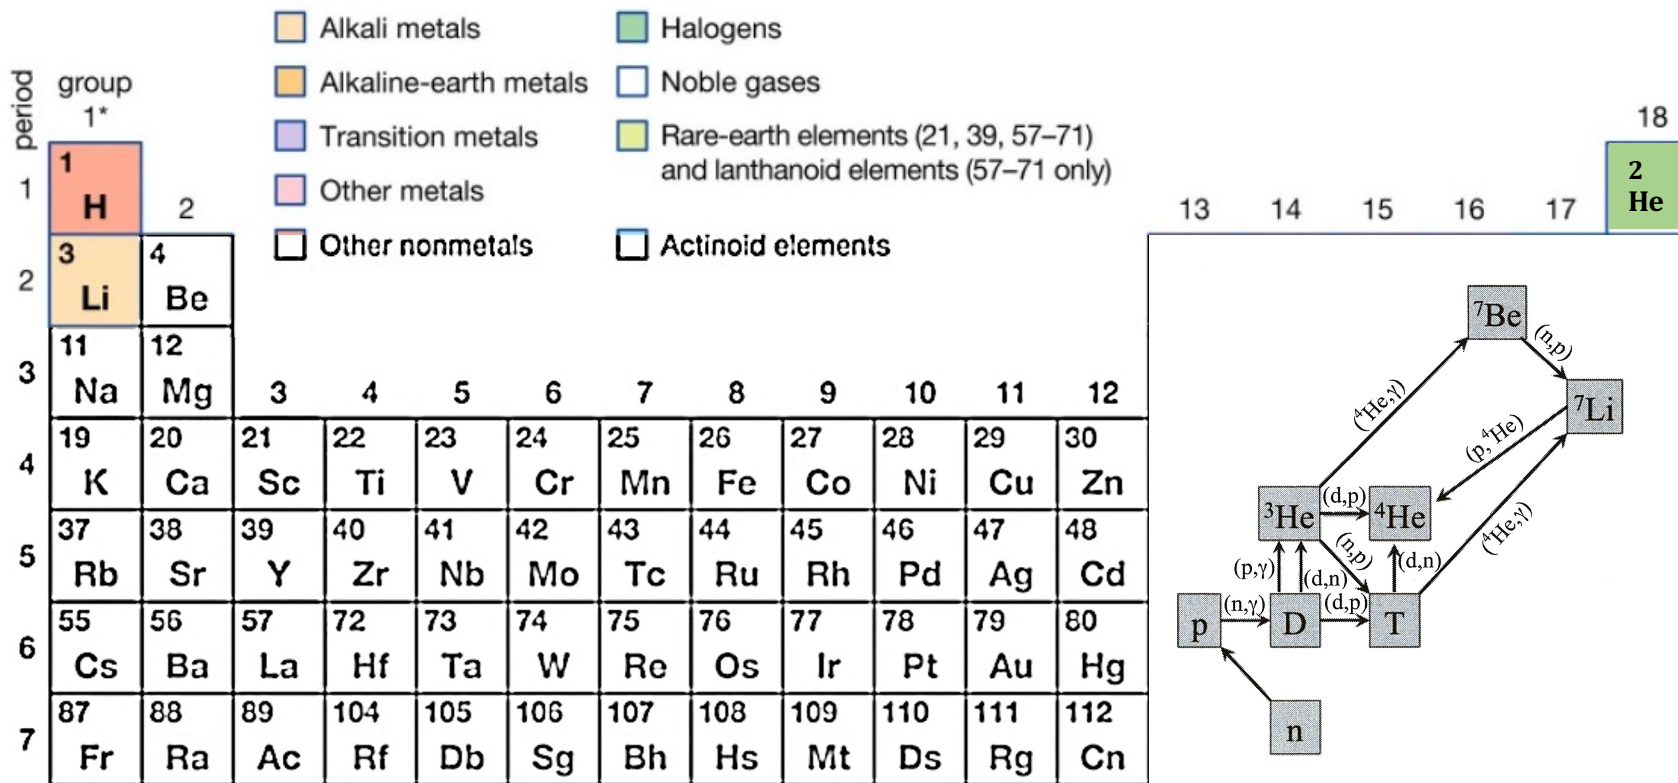 Alkali metals
Halogens
period
group
1*
Alkaline-earth metals
Noble gases
Transition metals
Rare-earth elements (21, 39, 57–71)
and lanthanoid elements (57–71 only)
18
1
1
H
2
Other metals
13 14 15 16 17
2
He
Other nonmetals
Actinoid elements
2
3 4
Li Be
3
11 12
Na Mg
3 4 5 6 7 8 9 10 11 12
4
19 20 21 22 23 24 25 26 27 28 29 30
K Ca Sc Ti V Cr Mn Fe Co Ni Cu Zn
5
37 38 39 40 41 42 43 44 45 46 47 48
Rb Sr Y Zr Nb Mo Tc Ru Rh Pd Ag Cd
6
55 56 57 72 73 74 75 76 77 78 79 80
Cs Ba La Hf Ta W Re Os Ir Pt Au Hg
7
87 88 89 104 105 106 107 108 109 110 111 112
Fr Ra Ac Rf Db Sg Bh Hs Mt Ds Rg Cn
⁷Be
(n,p)
⁷Li
(⁴He,γ)
(p,⁴He)
³He (d,p) ⁴He
(n,p)
(⁴He,γ)
(p,γ) (d,n) (d,n)
p (n,γ) D (d,p) T
n